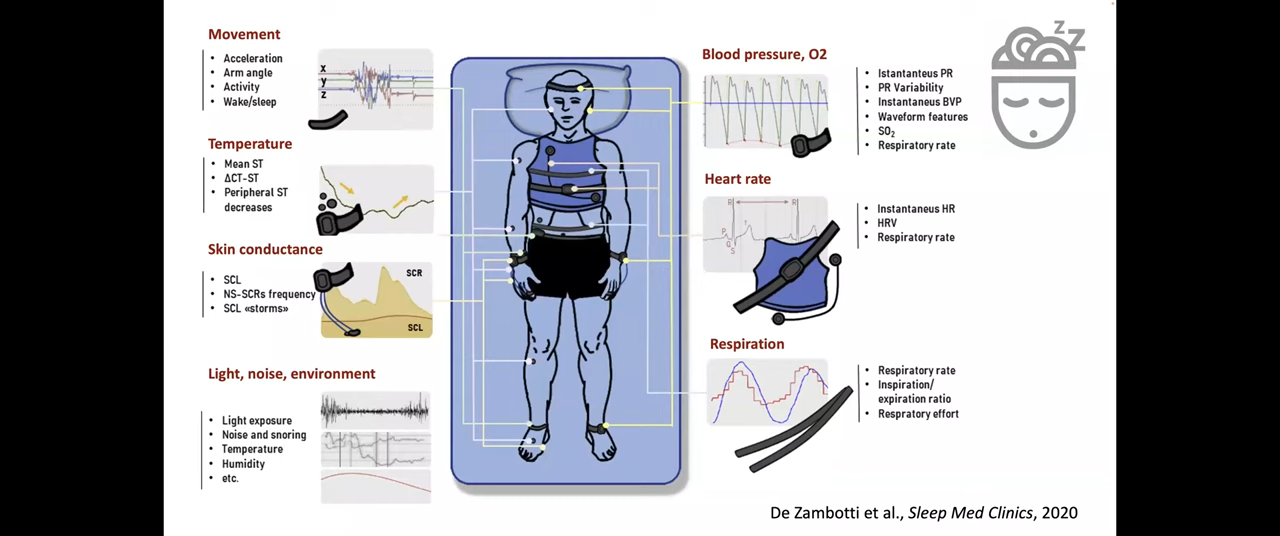 Movement
Acceleration
Arm angle
Activity
Wake/sleep
X
y
z
Temperature
Mean ST
ΔCT-ST
Peripheral ST
decreases
Skin conductance
SCL
NS-SCRs frequency
SCL «storms»
SCR
SCL
Light, noise, environment
Light exposure
Noise and snoring
Temperature
Humidity
etc.
Blood pressure, O2
Istantanteus PR
PR Variability
Instantaneus BVP
Waveform features
SO₂
Respiratory rate
Heart rate
R R
P T
Q
S
Instantaneus HR
HRV
Respiratory rate
Respiration
Respiratory rate
Inspiration/
expiration ratio
Respratory effort
z Z
De Zambotti et al., Sleep Med Clinics, 2020